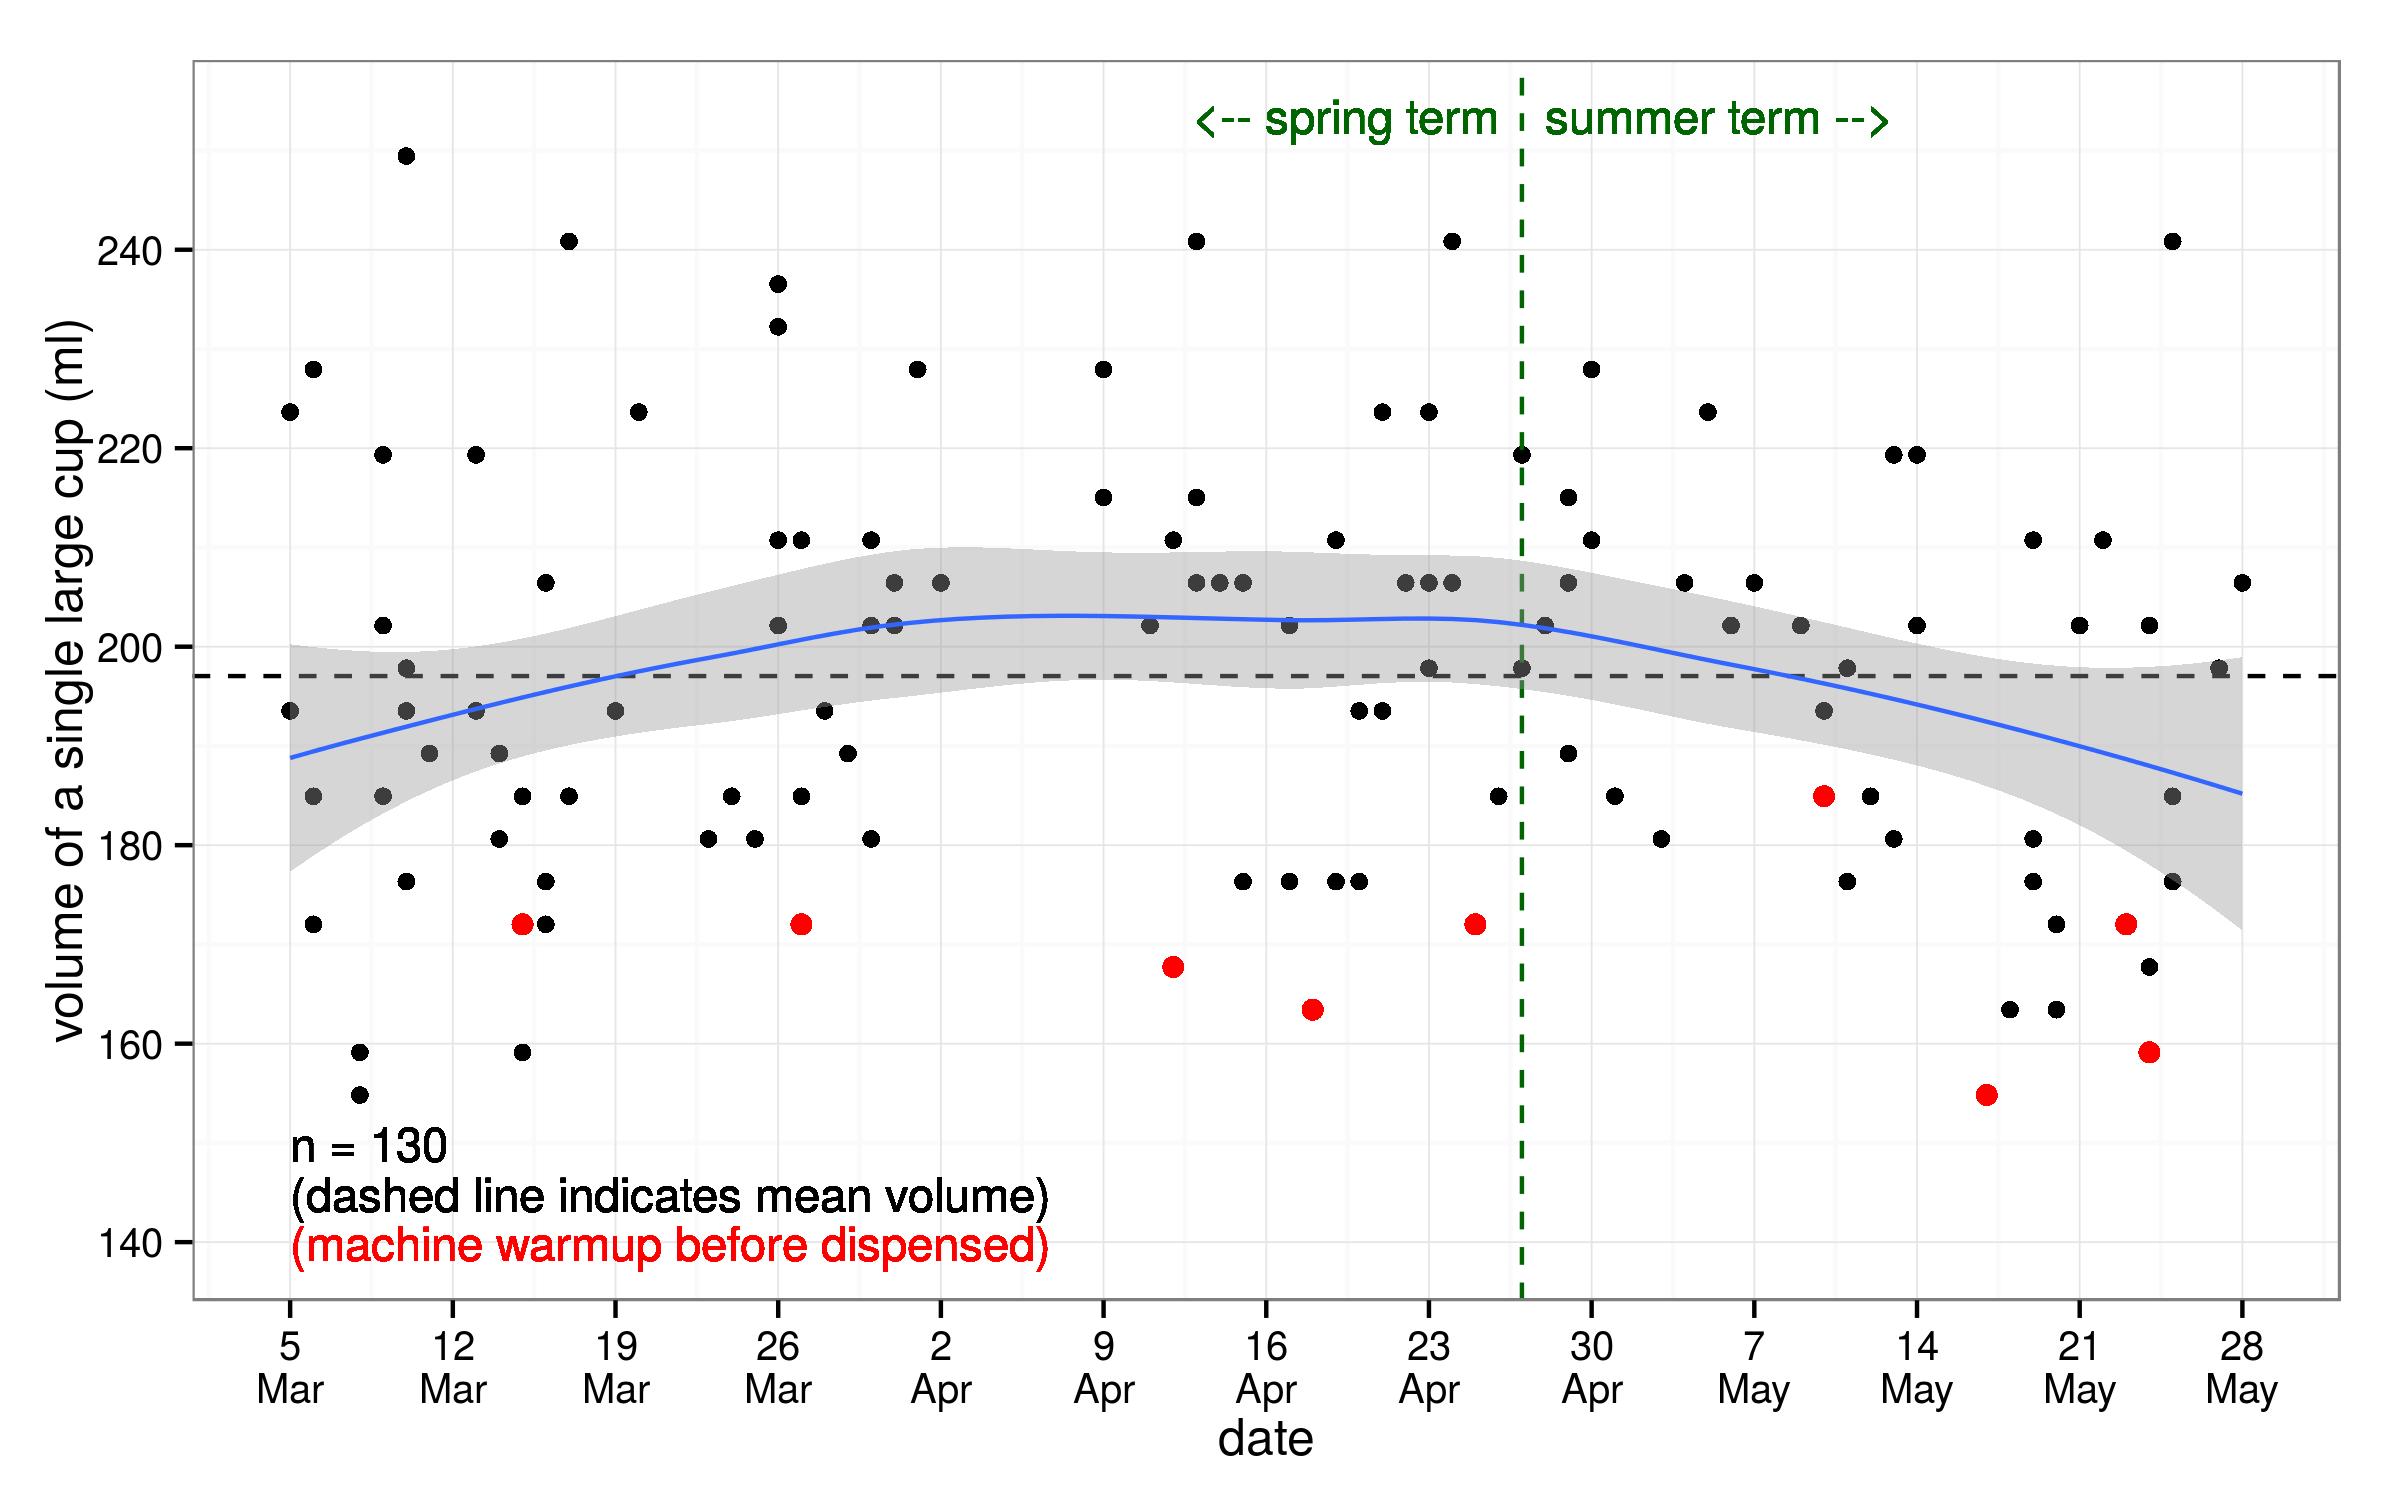 <-- spring term summer term -->
volume of a single large cup (ml)
240
220
200
180
160
140
n = 130
(dashed line indicates mean volume)
(machine warmup before dispensed)
5 12 19 26 2 9 16 23 30 7 14 21 28
Mar Mar Mar Mar Apr Apr Apr Apr Apr May May May May
date